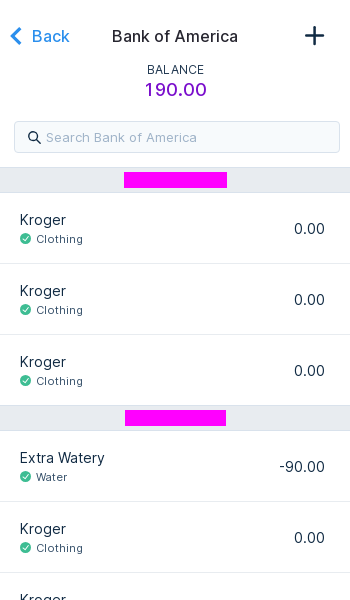 Back
Bank of America
BALANCE
190.00
Search Bank of America
Kroger
0.00
Clothing
Kroger
0.00
Clothing
Kroger
0.00
Clothing
Extra Watery
-90.00
Water
Kroger
0.00
Clothing
Kroger